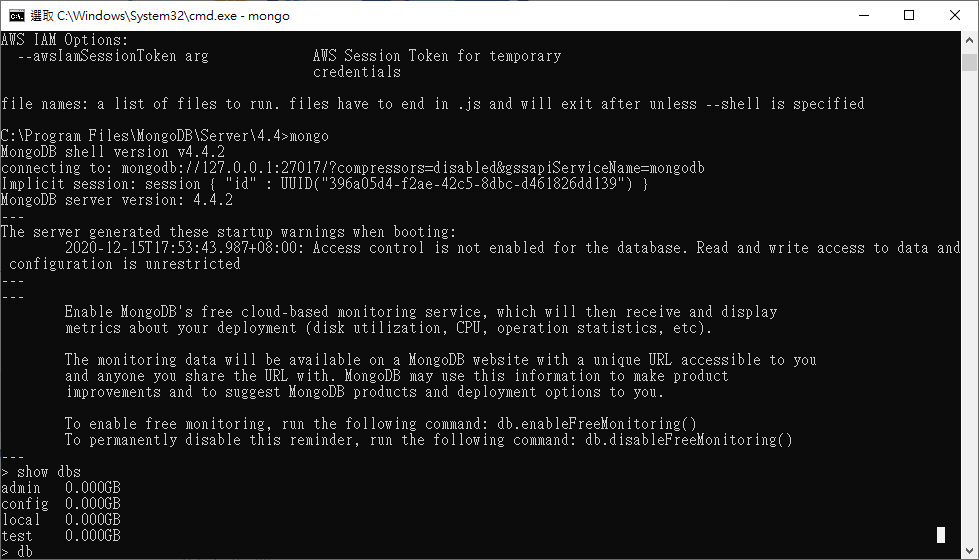 選取 C:\Windows\System32\cmd.exe - mongo
AWS IAM Options:
  --awsIamSessionToken arg             AWS Session Token for temporary
                                       credentials
file names: a list of files to run. files have to end in .js and will exit after unless --shell is specified
C:\Program Files\MongoDB\Server\4.4>mongo
MongoDB shell version v4.4.2
connecting to: mongodb://127.0.0.1:27017/?compressors=disabled&gssapiServiceName=mongodb
Implicit session: session { "id" : UUID("396a05d4-f2ae-42c5-8dbc-d461826dd139") }
MongoDB server version: 4.4.2
---
The server generated these startup warnings when booting:
        2020-12-15T17:53:43.987+08:00: Access control is not enabled for the database. Read and write access to data and
 configuration is unrestricted
---
---
        Enable MongoDB's free cloud-based monitoring service, which will then receive and display
        metrics about your deployment (disk utilization, CPU, operation statistics, etc).
        The monitoring data will be available on a MongoDB website with a unique URL accessible to you
        and anyone you share the URL with. MongoDB may use this information to make product
        improvements and to suggest MongoDB products and deployment options to you.
        To enable free monitoring, run the following command: db.enableFreeMonitoring()
        To permanently disable this reminder, run the following command: db.disableFreeMonitoring()
---
> show dbs
admin   0.000GB
config  0.000GB
local   0.000GB
test    0.000GB
> db